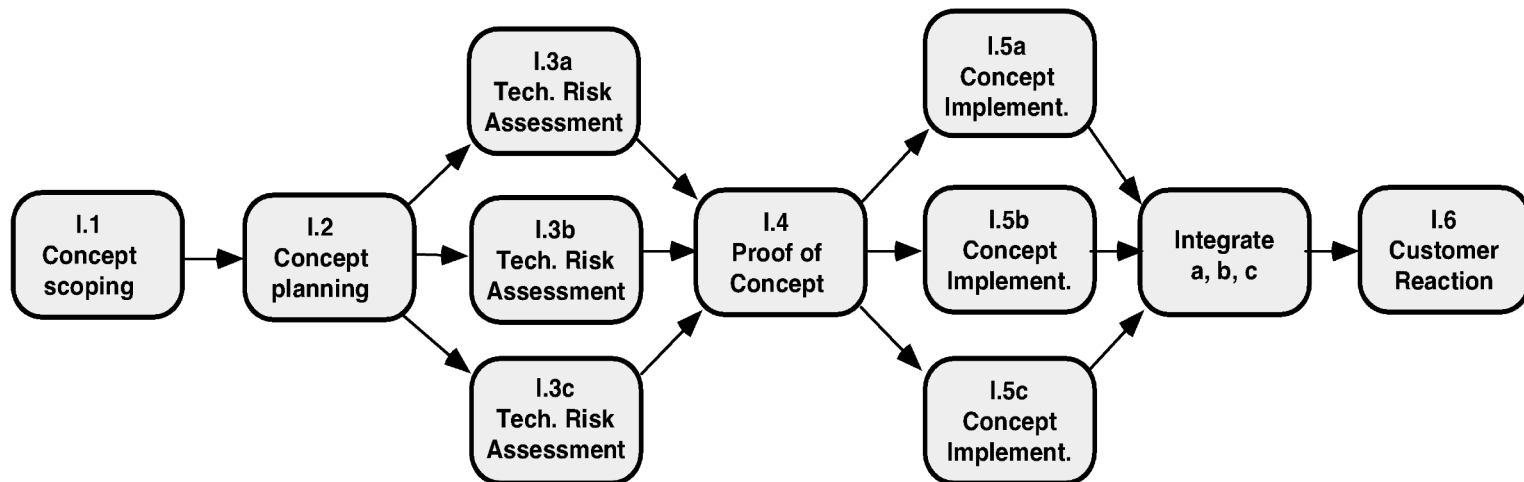 I.1
Concept
scoping
I.2
Concept
planning
I.3a
Tech. Risk
Assessment
I.3b
Tech. Risk
Assessment
I.3c
Tech. Risk
Assessment
I.4
Proof of
Concept
I.5a
Concept
Implement.
I.5b
Concept
Implement.
I.5c
Concept
Implement.
Integrate
a, b, c
I.6
Customer
Reaction